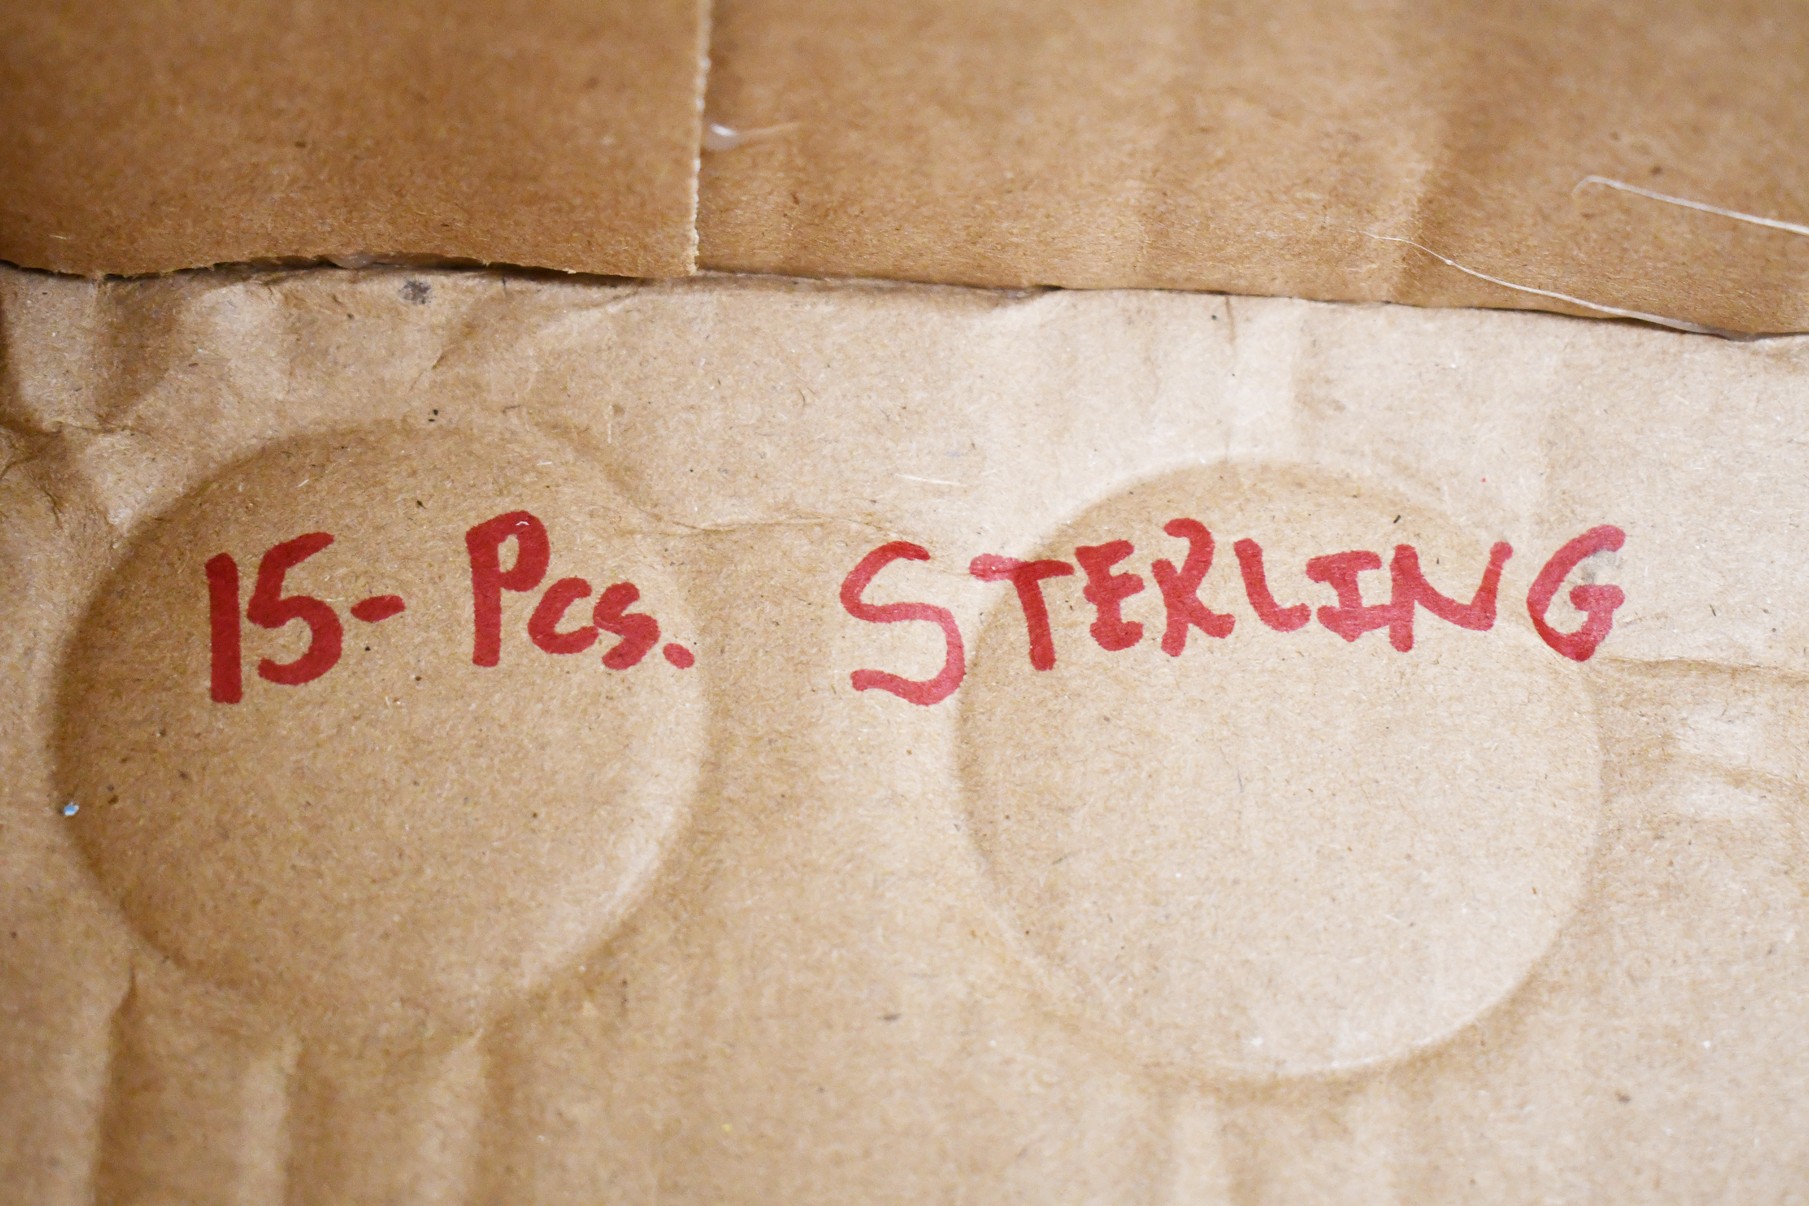 15- Pcs. STERLING